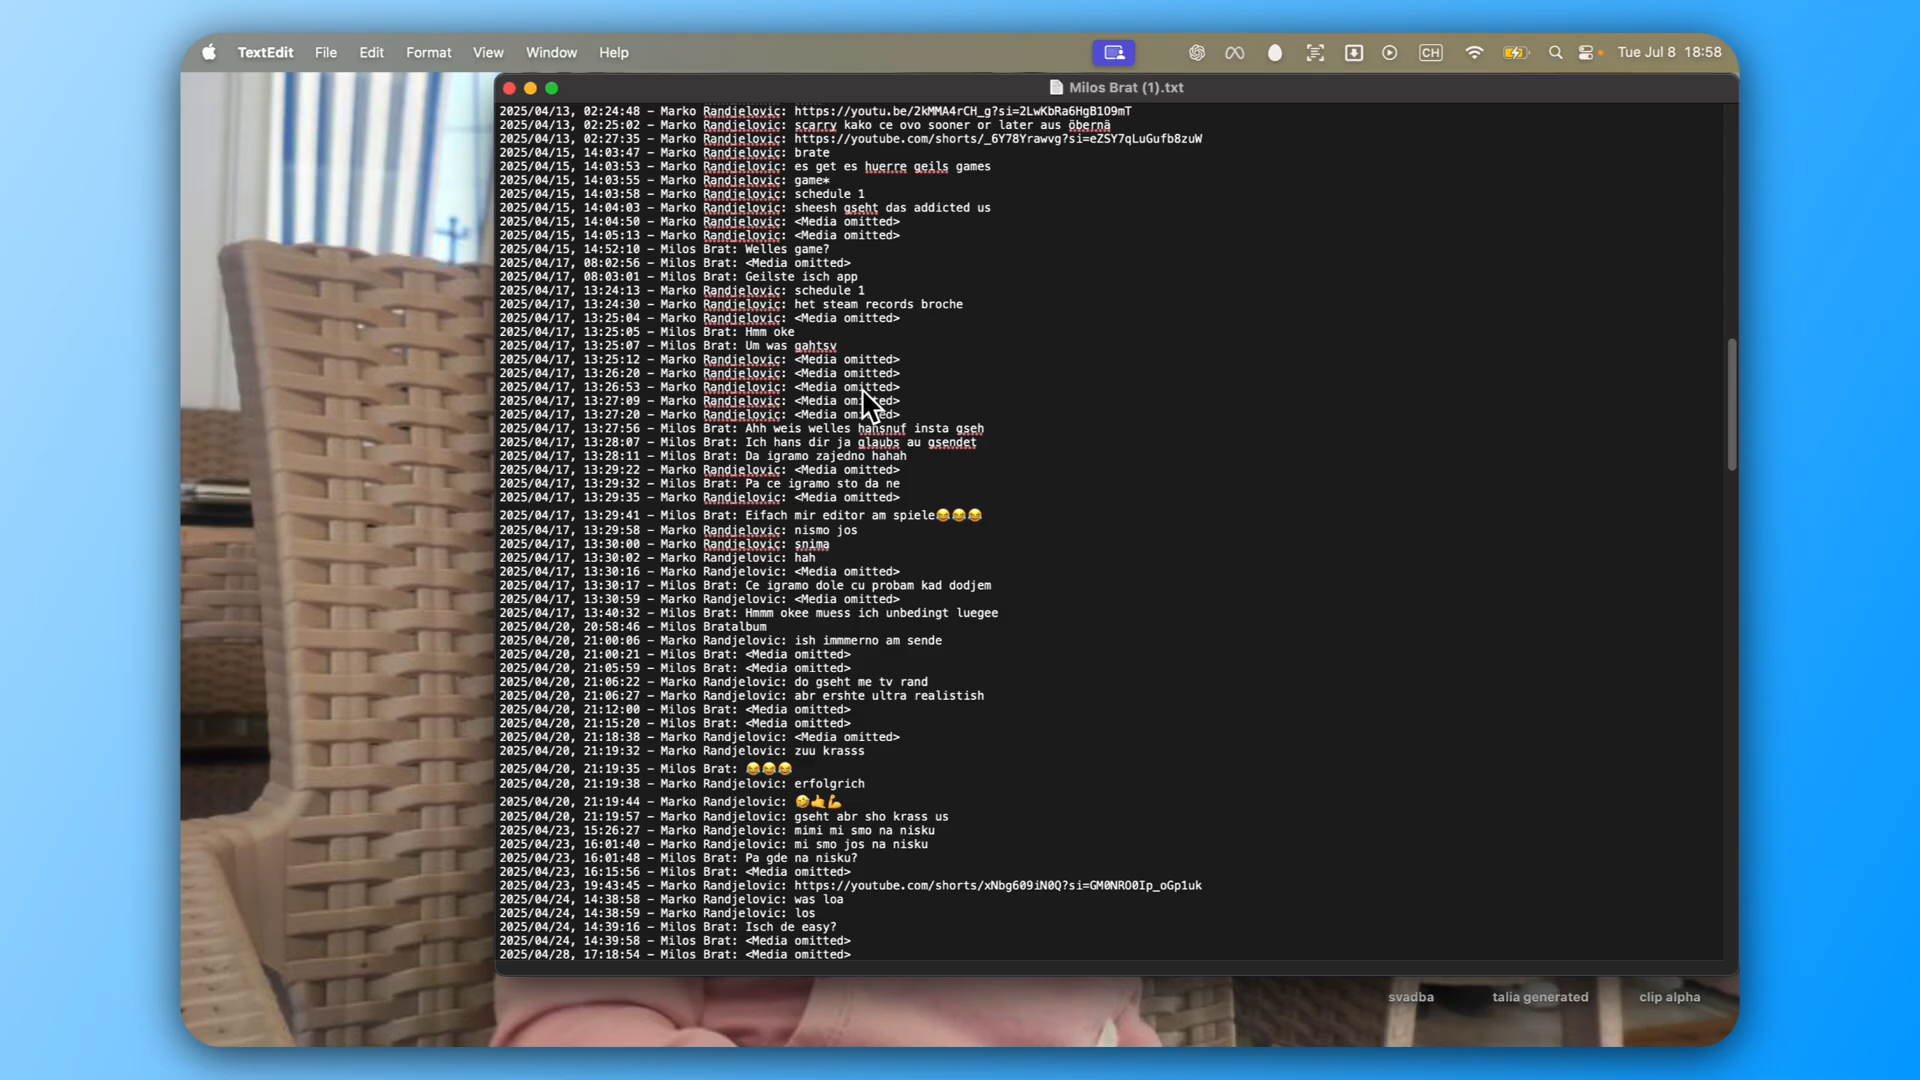 TextEdit File Edit Format View Window Help CH Tue Jul 8 18:58
Milos Brat (1).txt
2025/04/13, 02:24:48 – Marko Randjelovic: https://youtu.be/2kMMA4rCH_g?si=2LwKbRa6HgB1O9mT
2025/04/13, 02:25:02 – Marko Randjelovic: scarry kako ce ovo sooner or later aus öbernä
2025/04/13, 02:27:35 – Marko Randjelovic: https://youtube.com/shorts/_6Y78Yrawvg?si=eZSY7qLuGufb8zuW
2025/04/15, 14:03:47 – Marko Randjelovic: brate
2025/04/15, 14:03:53 – Marko Randjelovic: es get es huerre geils games
2025/04/15, 14:03:55 – Marko Randjelovic: game*
2025/04/15, 14:03:58 – Marko Randjelovic: schedule 1
2025/04/15, 14:04:03 – Marko Randjelovic: sheesh gseht das addicted us
2025/04/15, 14:04:50 – Marko Randjelovic: <Media omitted>
2025/04/15, 14:05:13 – Marko Randjelovic: <Media omitted>
2025/04/15, 14:52:10 – Milos Brat: Welles game?
2025/04/17, 08:02:56 – Milos Brat: <Media omitted>
2025/04/17, 08:03:01 – Milos Brat: Geilste isch app
2025/04/17, 13:24:13 – Marko Randjelovic: schedule 1
2025/04/17, 13:24:30 – Marko Randjelovic: het steam records broche
2025/04/17, 13:25:04 – Marko Randjelovic: <Media omitted>
2025/04/17, 13:25:05 – Milos Brat: Hmm oke
2025/04/17, 13:25:07 – Milos Brat: Um was gahtsv
2025/04/17, 13:25:12 – Marko Randjelovic: <Media omitted>
2025/04/17, 13:26:20 – Marko Randjelovic: <Media omitted>
2025/04/17, 13:26:53 – Marko Randjelovic: <Media omitted>
2025/04/17, 13:27:09 – Marko Randjelovic: <Media omitted>
2025/04/17, 13:27:20 – Marko Randjelovic: <Media omitted>
2025/04/17, 13:27:56 – Milos Brat: Ahh weis welles hahsnuf insta gseh
2025/04/17, 13:28:07 – Milos Brat: Ich hans dir ja glaubs au gsendet
2025/04/17, 13:28:11 – Milos Brat: Da igramo zajedno hahah
2025/04/17, 13:29:22 – Marko Randjelovic: <Media omitted>
2025/04/17, 13:29:32 – Milos Brat: Pa ce igramo sto da ne
2025/04/17, 13:29:35 – Marko Randjelovic: <Media omitted>
2025/04/17, 13:29:41 – Milos Brat: Eifach mir editor am spiele😂😂😂
2025/04/17, 13:29:58 – Marko Randjelovic: nismo jos
2025/04/17, 13:30:00 – Marko Randjelovic: snima
2025/04/17, 13:30:02 – Marko Randjelovic: hah
2025/04/17, 13:30:16 – Marko Randjelovic: <Media omitted>
2025/04/17, 13:30:17 – Milos Brat: Ce igramo dole cu probam kad dodjem
2025/04/17, 13:30:59 – Marko Randjelovic: <Media omitted>
2025/04/17, 13:40:32 – Milos Brat: Hmmm okee muess ich unbedingt luegee
2025/04/20, 20:58:46 – Milos Bratalbum
2025/04/20, 21:00:06 – Marko Randjelovic: ish immmerno am sende
2025/04/20, 21:00:21 – Milos Brat: <Media omitted>
2025/04/20, 21:05:59 – Milos Brat: <Media omitted>
2025/04/20, 21:06:22 – Marko Randjelovic: do gseht me tv rand
2025/04/20, 21:06:27 – Marko Randjelovic: abr ershte ultra realistish
2025/04/20, 21:12:00 – Milos Brat: <Media omitted>
2025/04/20, 21:15:20 – Milos Brat: <Media omitted>
2025/04/20, 21:18:38 – Marko Randjelovic: <Media omitted>
2025/04/20, 21:19:32 – Marko Randjelovic: zuu krasss
2025/04/20, 21:19:35 – Milos Brat: 😂😂😂
2025/04/20, 21:19:38 – Marko Randjelovic: erfolgrich
2025/04/20, 21:19:44 – Marko Randjelovic: 🤣🤙💪
2025/04/20, 21:19:57 – Marko Randjelovic: gseht abr sho krass us
2025/04/23, 15:26:27 – Marko Randjelovic: mimi mi smo na nisku
2025/04/23, 16:01:40 – Marko Randjelovic: mi smo jos na nisku
2025/04/23, 16:01:48 – Milos Brat: Pa gde na nisku?
2025/04/23, 16:15:56 – Milos Brat: <Media omitted>
2025/04/23, 19:43:45 – Marko Randjelovic: https://youtube.com/shorts/xNbg609iN0Q?si=GM0NRO0Ip_oGp1uk
2025/04/24, 14:38:58 – Marko Randjelovic: was loa
2025/04/24, 14:38:59 – Marko Randjelovic: los
2025/04/24, 14:39:16 – Milos Brat: Isch de easy?
2025/04/24, 14:39:58 – Milos Brat: <Media omitted>
2025/04/28, 17:18:54 – Milos Brat: <Media omitted>
svadba talia generated clip alpha